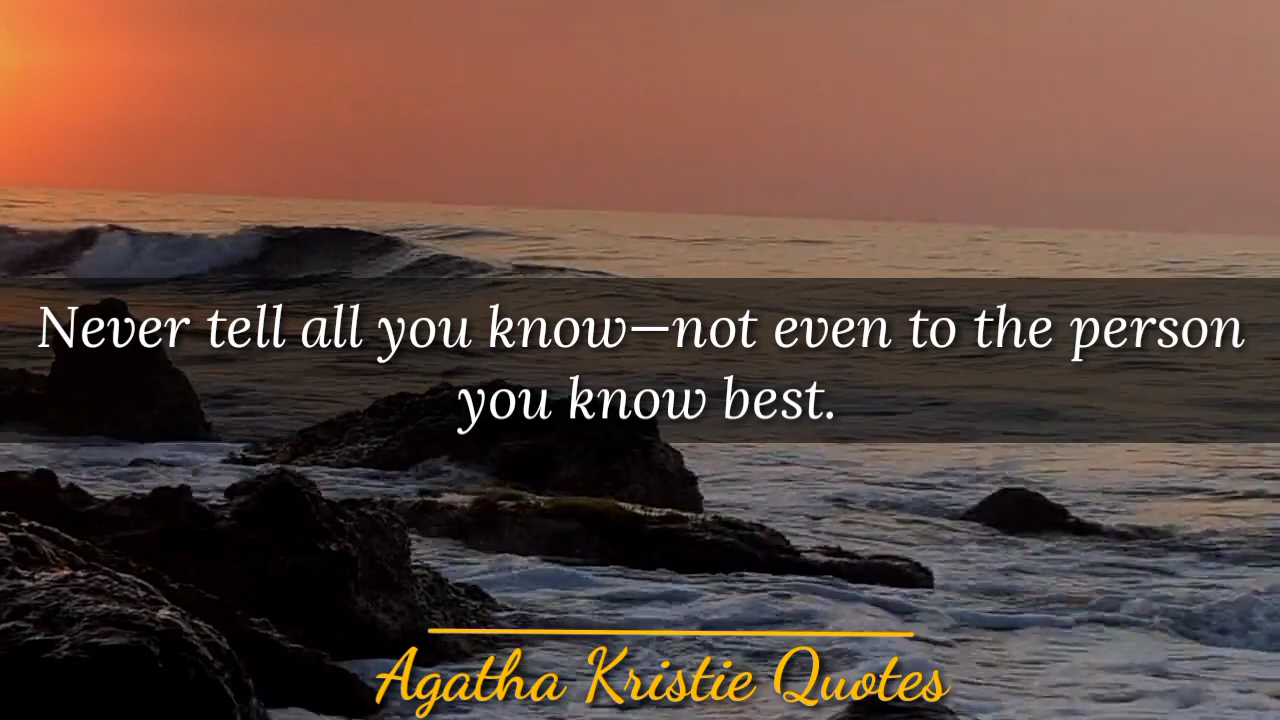 Never tell all you know—not even to the person
you know best.
Agatha Kristie Quotes